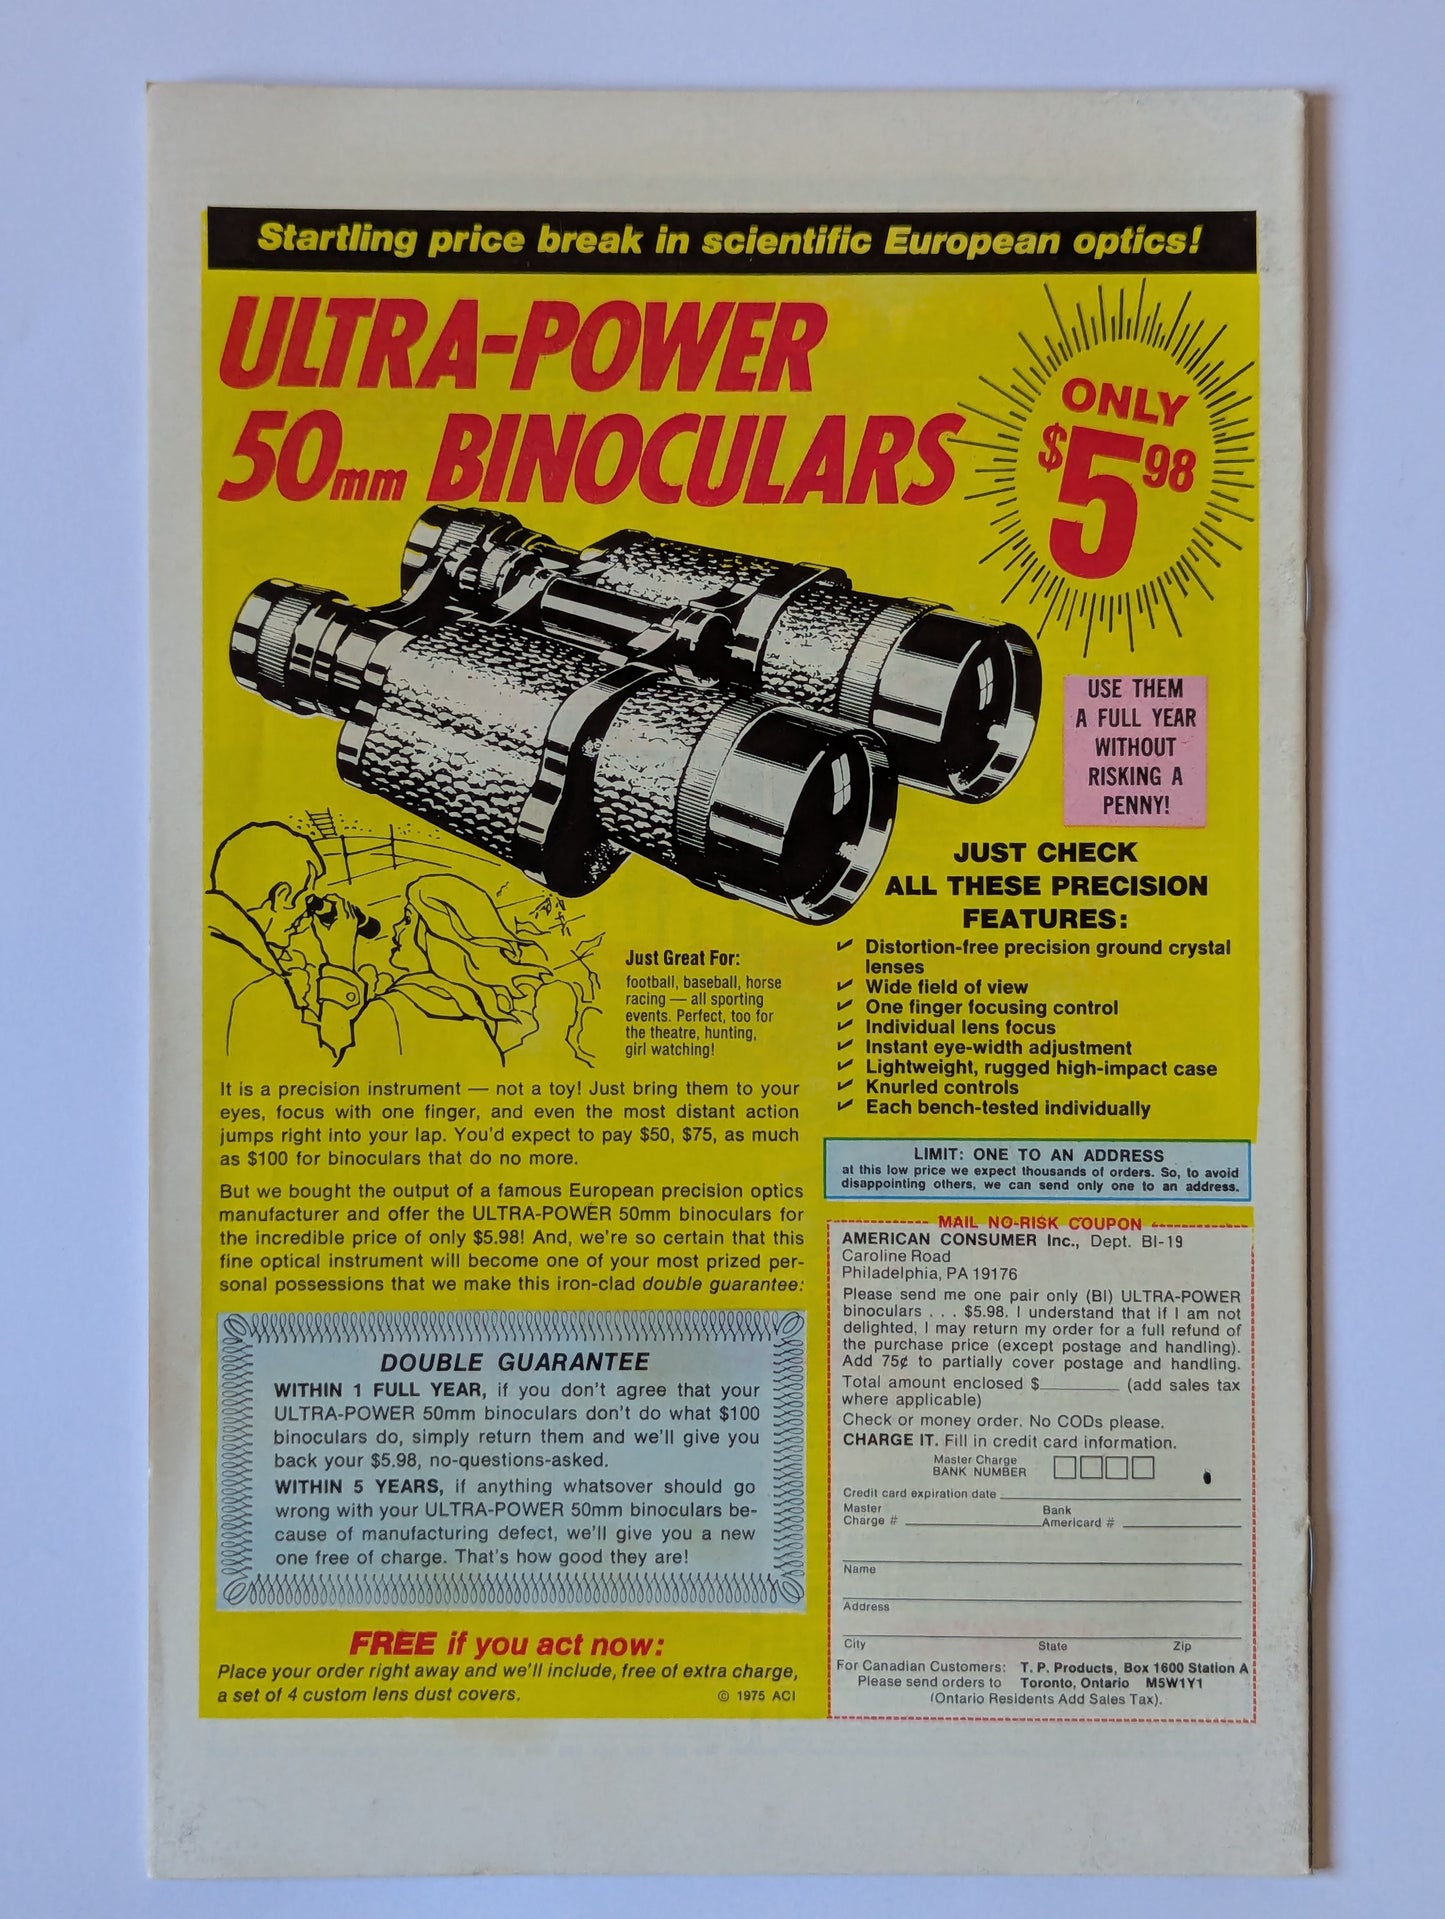 Startling price break in scientific European optics!
ULTRA-POWER
50mm BINOCULARS
ONLY
$5 98
USE THEM
A FULL YEAR
WITHOUT
RISKING A
PENNY!
JUST CHECK
ALL THESE PRECISION
FEATURES:
Distortion-free precision ground crystal
lenses
Wide field of view
One finger focusing control
Individual lens focus
Instant eye-width adjustment
Lightweight, rugged high-impact case
Knurled controls
Each bench-tested individually
Just Great For:
football, baseball, horse
racing — all sporting
events. Perfect, too for
the theatre, hunting,
girl watching!
It is a precision instrument — not a toy! Just bring them to your
eyes, focus with one finger, and even the most distant action
jumps right into your lap. You'd expect to pay $50, $75, as much
as $100 for binoculars that do no more.
But we bought the output of a famous European precision optics
manufacturer and offer the ULTRA-POWER 50mm binoculars for
the incredible price of only $5.98! And, we're so certain that this
fine optical instrument will become one of your most prized per-
sonal possessions that we make this iron-clad double guarantee:
DOUBLE GUARANTEE
WITHIN 1 FULL YEAR, if you don't agree that your
ULTRA-POWER 50mm binoculars don't do what $100
binoculars do, simply return them and we'll give you
back your $5.98, no-questions-asked.
WITHIN 5 YEARS, if anything whatsover should go
wrong with your ULTRA-POWER 50mm binoculars be-
cause of manufacturing defect, we'll give you a new
one free of charge. That's how good they are!
FREE if you act now:
Place your order right away and we'll include, free of extra charge,
a set of 4 custom lens dust covers.
© 1975 ACI
LIMIT: ONE TO AN ADDRESS
at this low price we expect thousands of orders. So, to avoid
disappointing others, we can send only one to an address.
MAIL NO-RISK COUPON
AMERICAN CONSUMER Inc., Dept. BI-19
Caroline Road
Philadelphia, PA 19176
Please send me one pair only (BI) ULTRA-POWER
binoculars . . . $5.98. I understand that if I am not
delighted, I may return my order for a full refund of
the purchase price (except postage and handling).
Add 75¢ to partially cover postage and handling.
Total amount enclosed $________ (add sales tax
where applicable)
Check or money order. No CODs please.
CHARGE IT. Fill in credit card information.
Master Charge
BANK NUMBER
Credit card expiration date
Master Bank
Charge # Americard #
Name
Address
City State Zip
For Canadian Customers: T. P. Products, Box 1600 Station A
Please send orders to Toronto, Ontario M5W1Y1
(Ontario Residents Add Sales Tax).